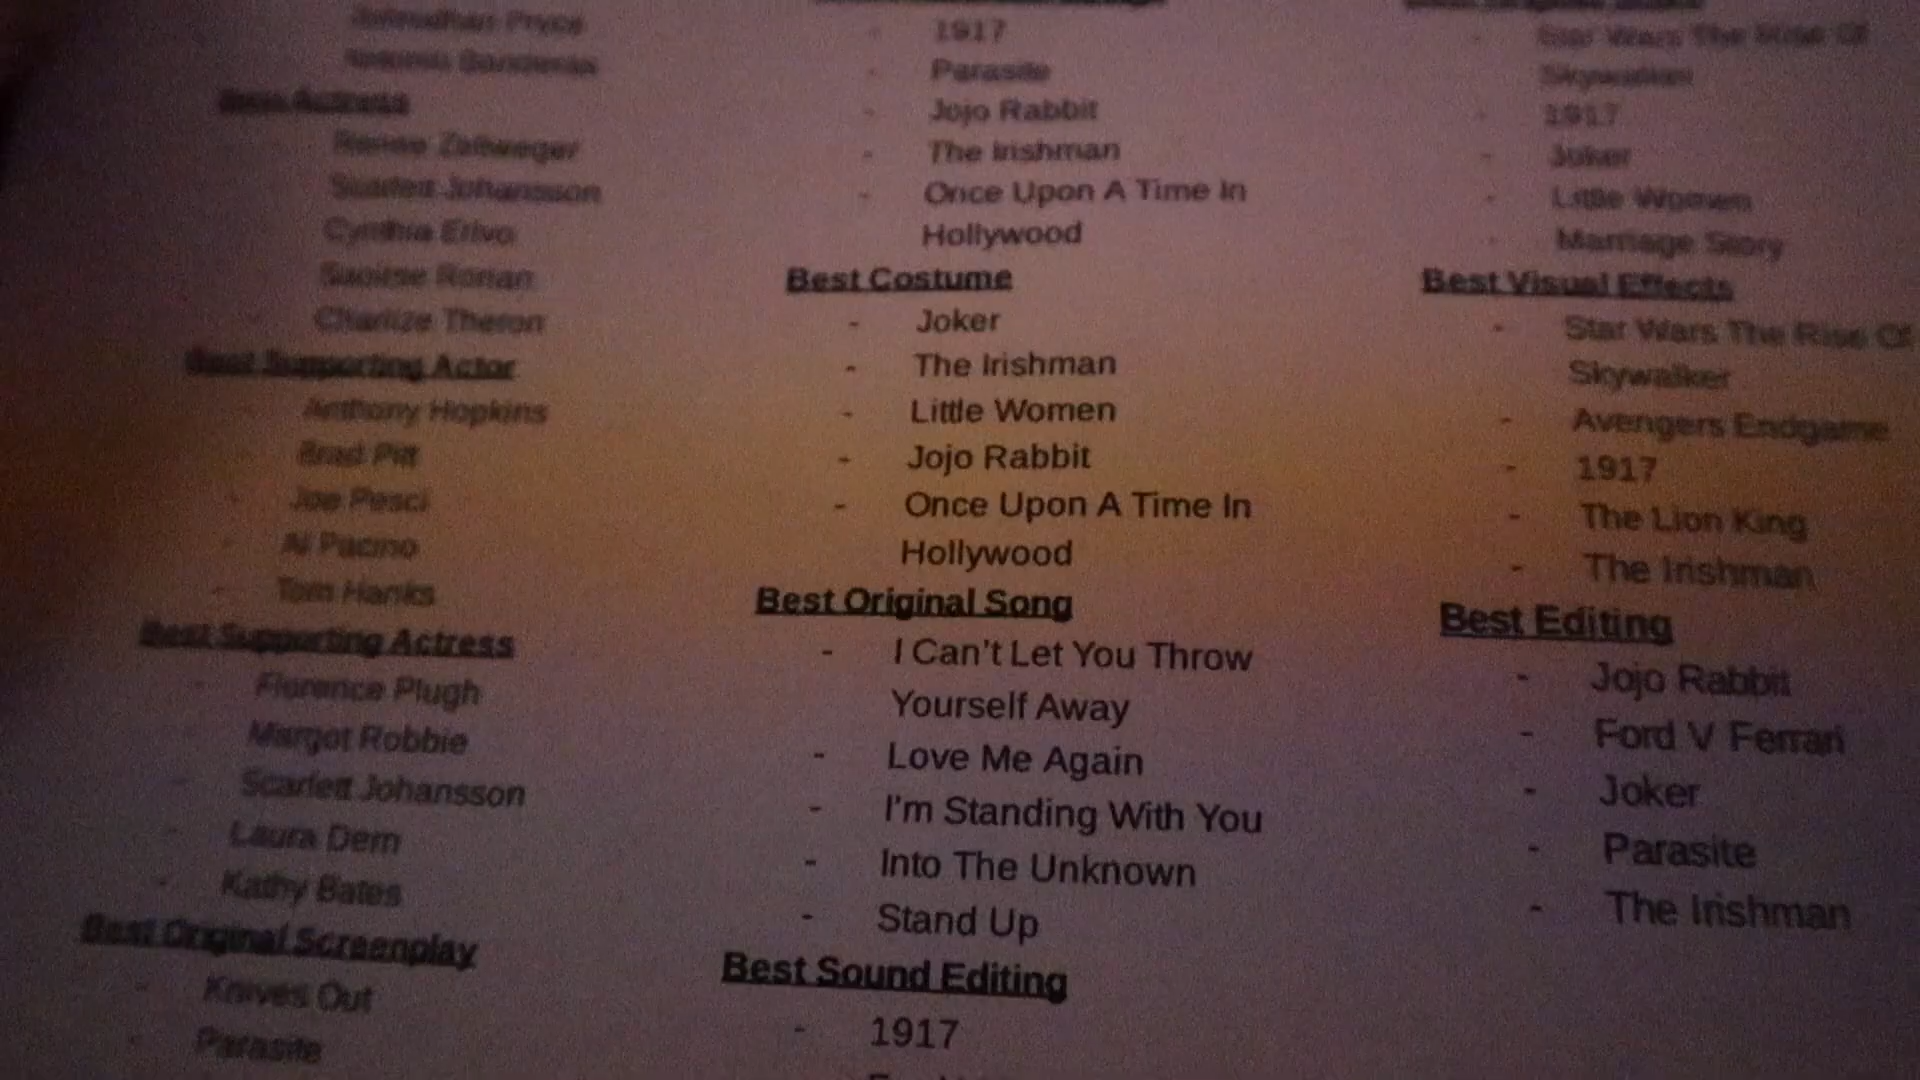 Best Actress
Renee Zellweger
Scarlett Johansson
Cynthia Erivo
Saoirse Ronan
Charlize Theron
Best Supporting Actor
- Anthony Hopkins
- Brad Pitt
- Joe Pesci
- Al Pacino
- Tom Hanks
Best Supporting Actress
- Florence Plugh
- Margot Robbie
- Scarlett Johansson
- Laura Dern
- Kathy Bates
Best Original Screenplay
- Knives Out
- Parasite
- 1917
- Parasite
- Jojo Rabbit
- The Irishman
- Once Upon A Time In
Hollywood
Best Costume
- Joker
- The Irishman
- Little Women
- Jojo Rabbit
- Once Upon A Time In
Hollywood
Best Original Song
- I Can't Let You Throw
Yourself Away
- Love Me Again
- I'm Standing With You
- Into The Unknown
- Stand Up
Best Sound Editing
- 1917
- Star Wars The Rise Of
Skywalker
- 1917
- Joker
- Little Women
- Marriage Story
Best Visual Effects
- Star Wars The Rise Of
Skywalker
- Avengers Endgame
- 1917
- The Lion King
- The Irishman
Best Editing
- Jojo Rabbit
- Ford V Ferrari
- Joker
- Parasite
- The Irishman